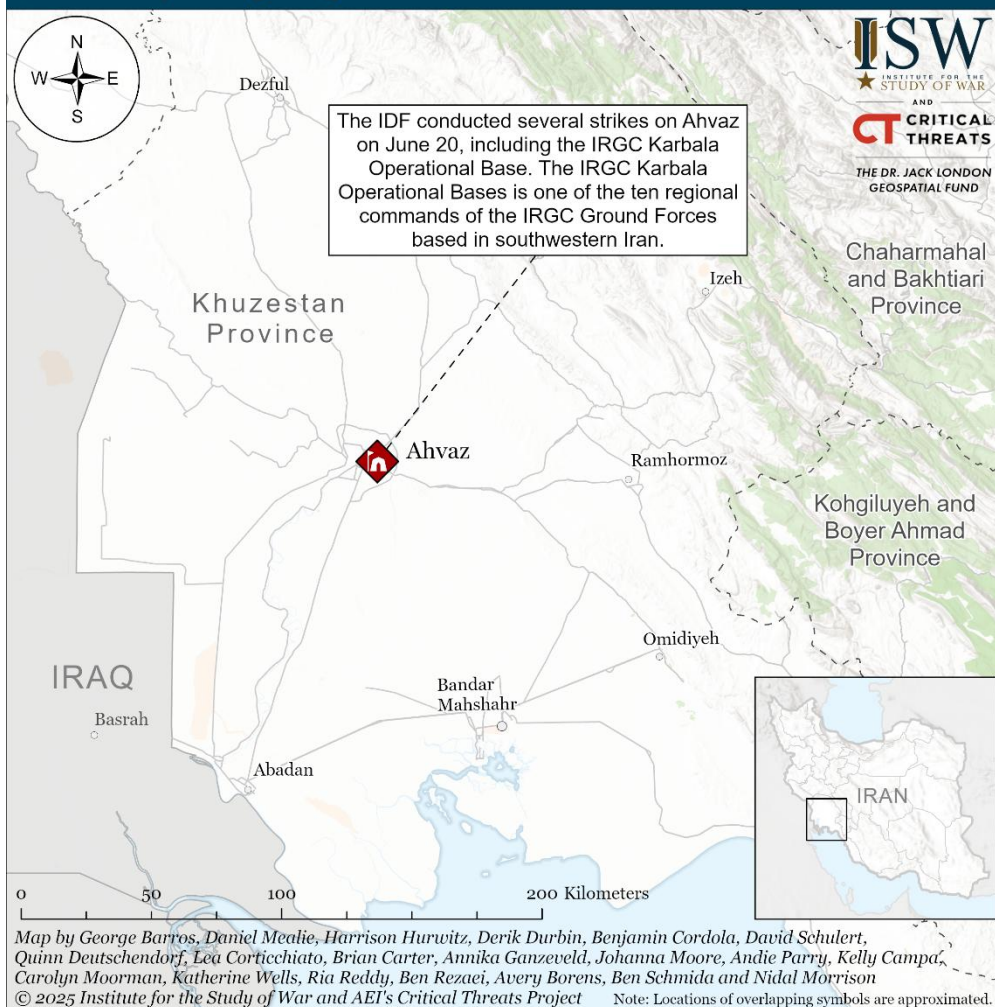 N
W E
S
ISW
INSTITUTE FOR THE
STUDY OF WAR
AND
CT CRITICAL
THREATS
THE DR. JACK LONDON
GEOSPATIAL FUND
Dezful
The IDF conducted several strikes on Ahvaz
on June 20, including the IRGC Karbala
Operational Base. The IRGC Karbala
Operational Bases is one of the ten regional
commands of the IRGC Ground Forces
based in southwestern Iran.
Chaharmahal
and Bakhtiari
Province
Izeh
Khuzestan
Province
Ahvaz
Ramhormoz
Kohgiluyeh and
Boyer Ahmad
Province
Omidiyeh
IRAQ
Basrah
Bandar
Mahshahr
Abadan
IRAN
0 50 100 200 Kilometers
Map by George Barros, Daniel Mealie, Harrison Hurwitz, Derik Durbin, Benjamin Cordola, David Schulert,
Quinn Deutschendorf, Lea Corticchiato, Brian Carter, Annika Ganzeveld, Johanna Moore, Andie Parry, Kelly Campa,
Carolyn Moorman, Katherine Wells, Ria Reddy, Ben Rezaei, Avery Borens, Ben Schmida and Nidal Morrison
© 2025 Institute for the Study of War and AEI's Critical Threats Project Note: Locations of overlapping symbols are approximated.